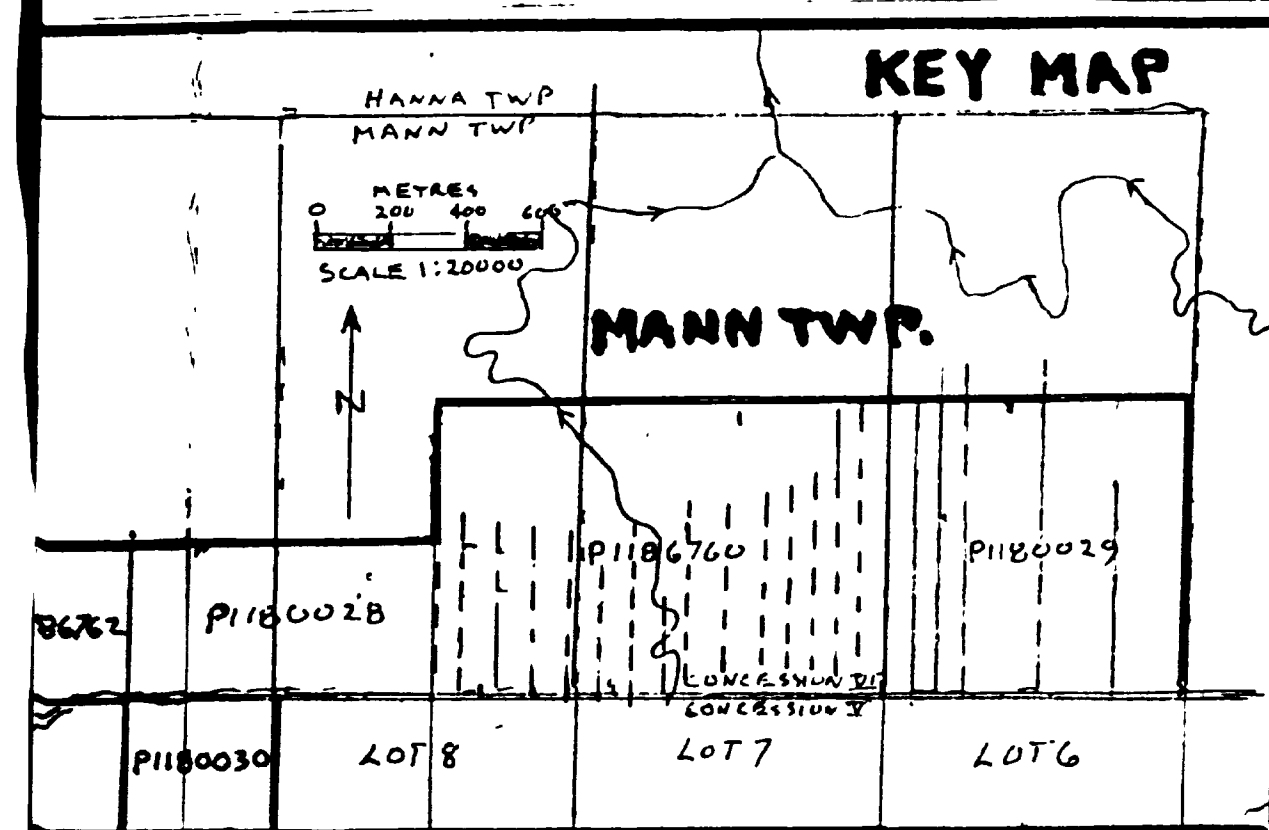 KEY MAP
HANNA TWP
MANN TWP
METRES
0 200 400 600
SCALE 1:20000
N
MANN TWP.
P1186760
P1180029
86762
P1180028
CONCESSION VI
CONCESSION V
P1180030
LOT 8
LOT 7
LOT 6